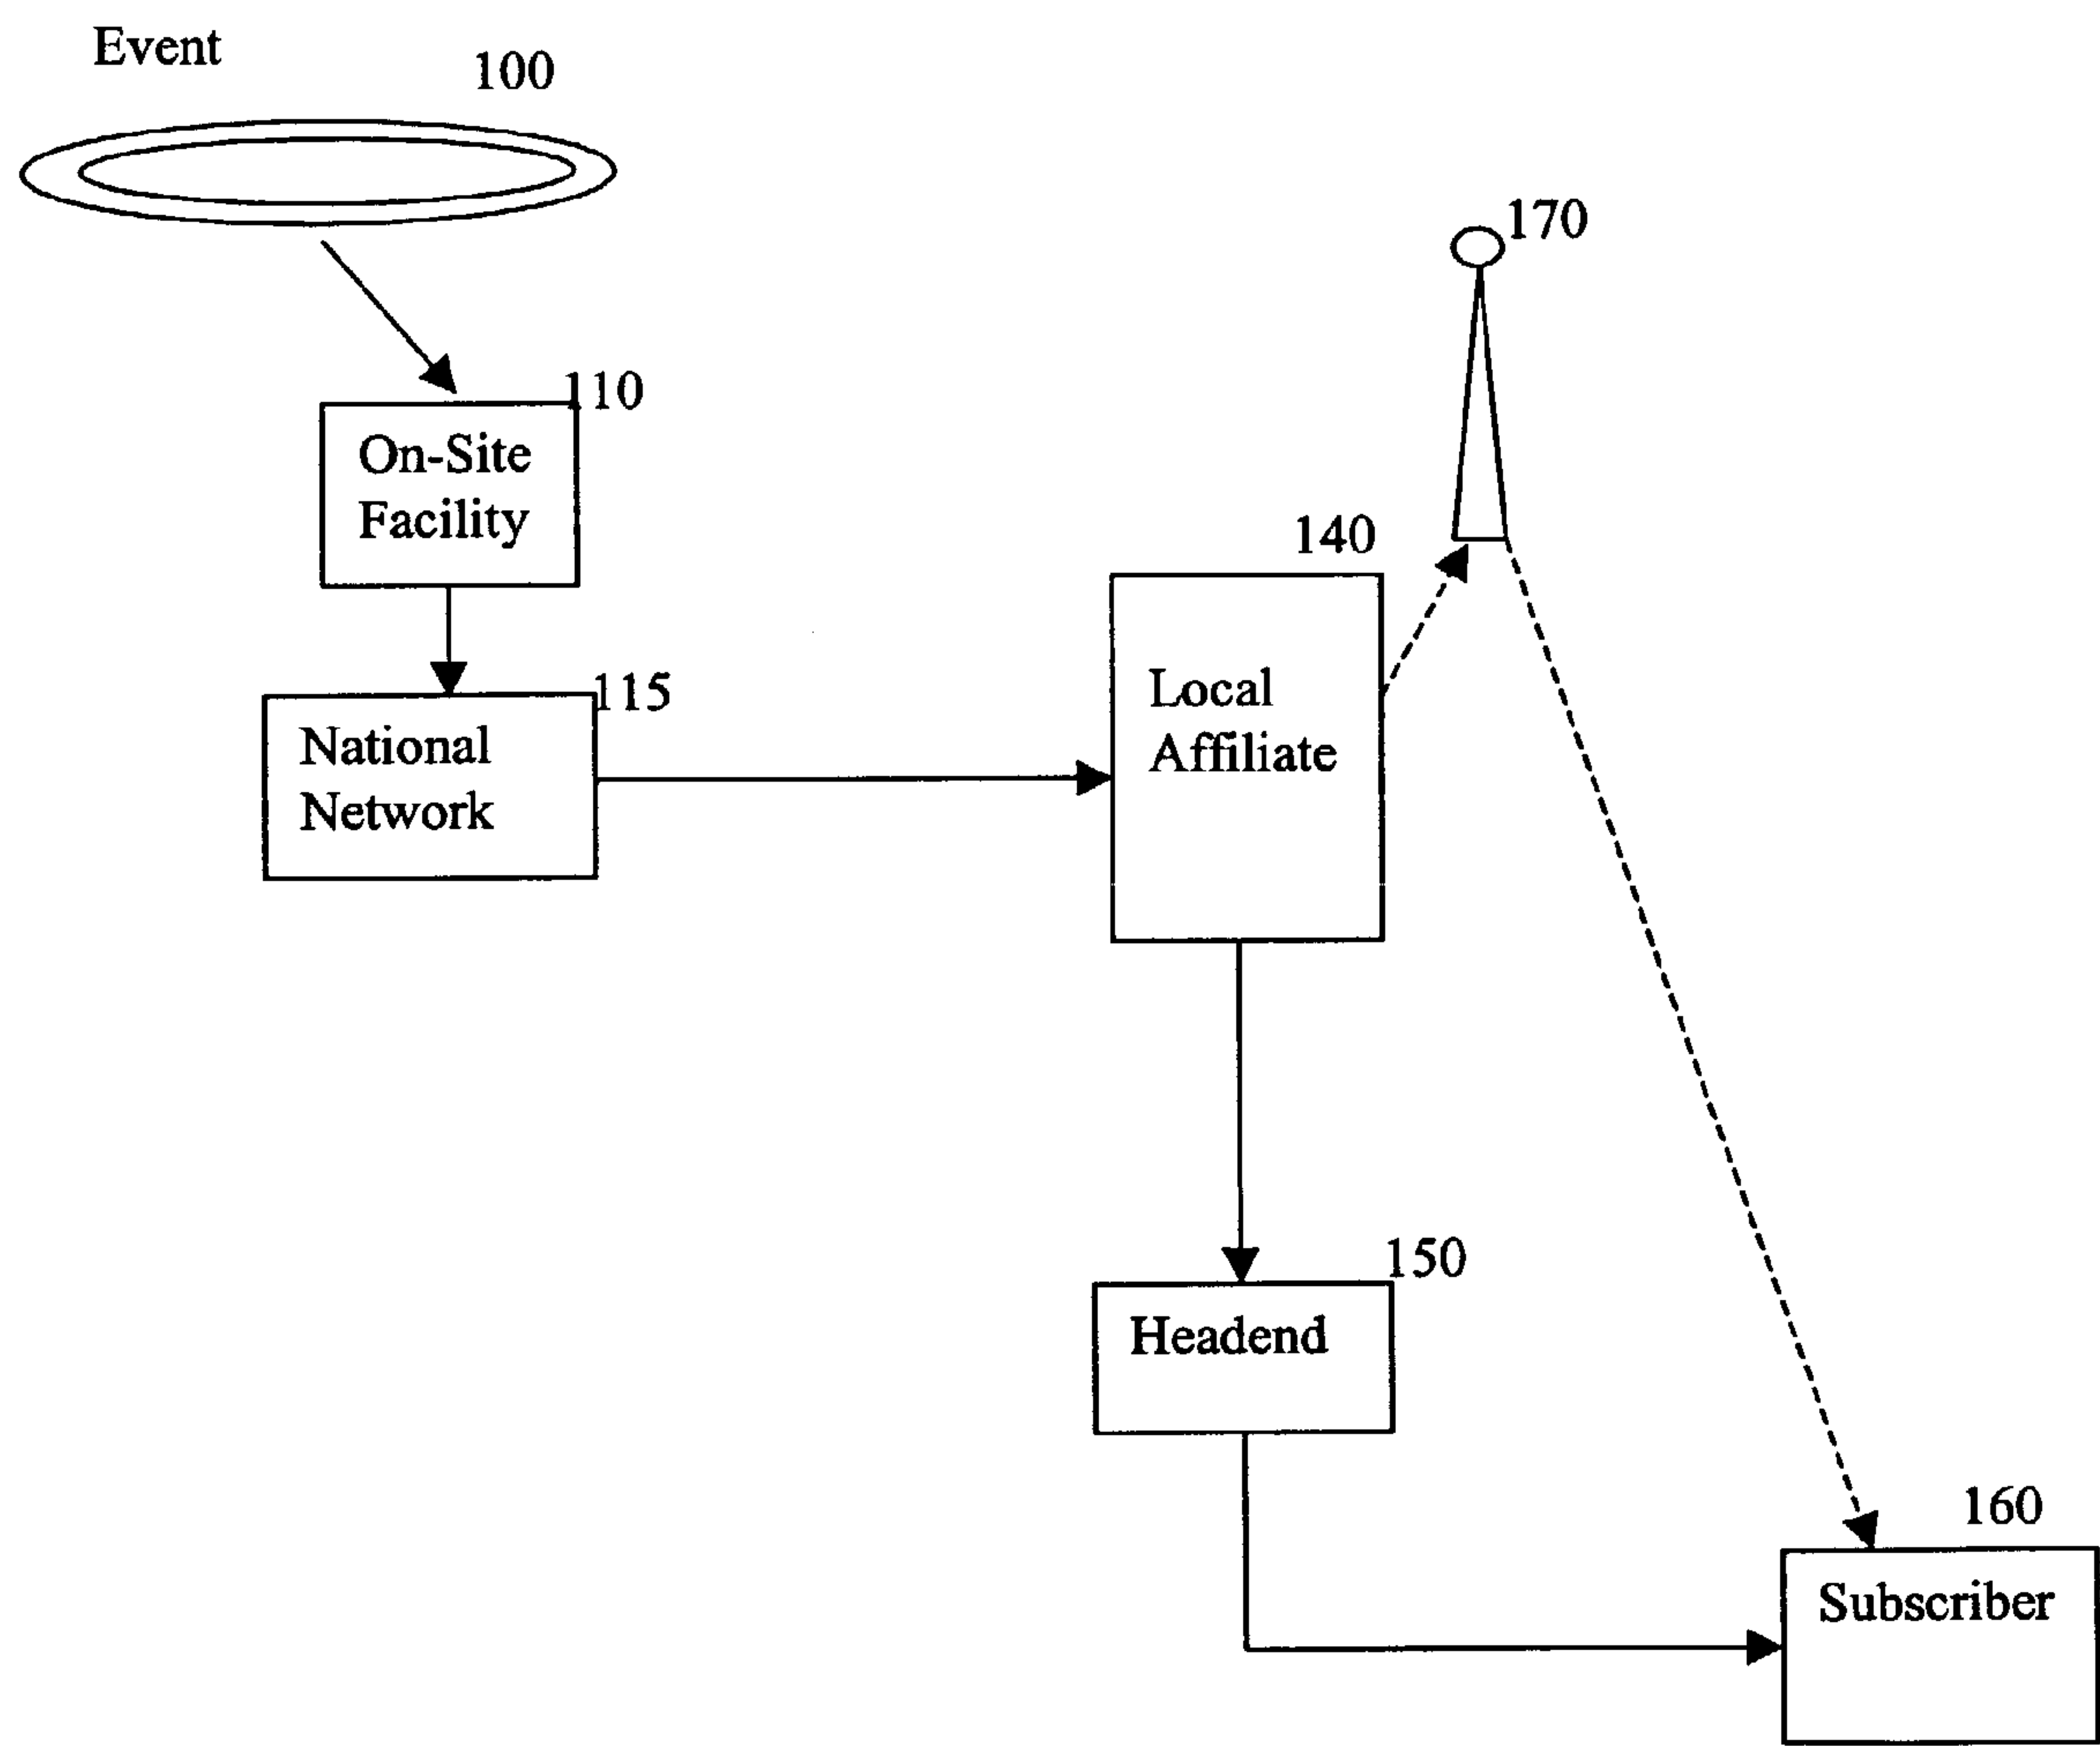 Event
100
170
110
On-Site
Facility
140
115
National
Network
Local
Affiliate
150
Headend
160
Subscriber